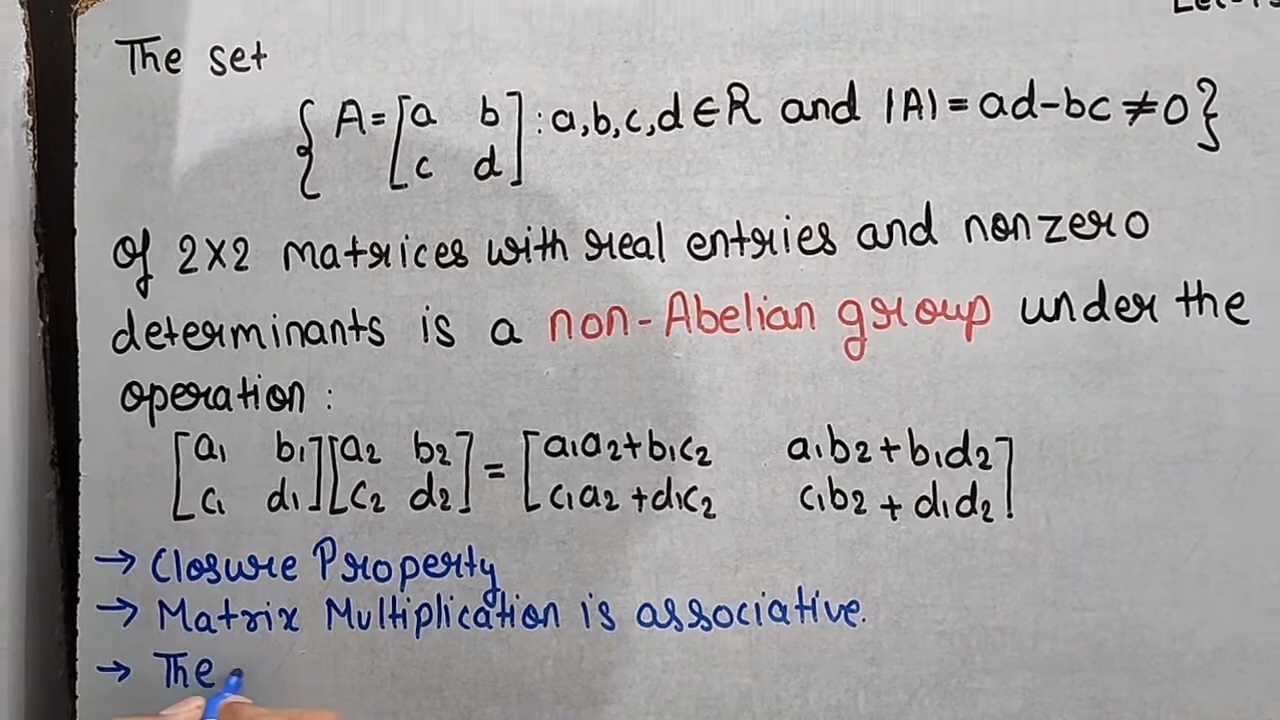 The set
{ A = [a b; c d] : a,b,c,d ∈ R and |A| = ad-bc ≠ 0 }
of 2x2 matrices with real entries and nonzero
determinants is a non-Abelian group under the
operation :
[a₁ b₁; c₁ d₁] [a₂ b₂; c₂ d₂] = [a₁a₂+b₁c₂ a₁b₂+b₁d₂; c₁a₂+d₁c₂ c₁b₂+d₁d₂]
→ Closure Property
→ Matrix Multiplication is associative.
→ The